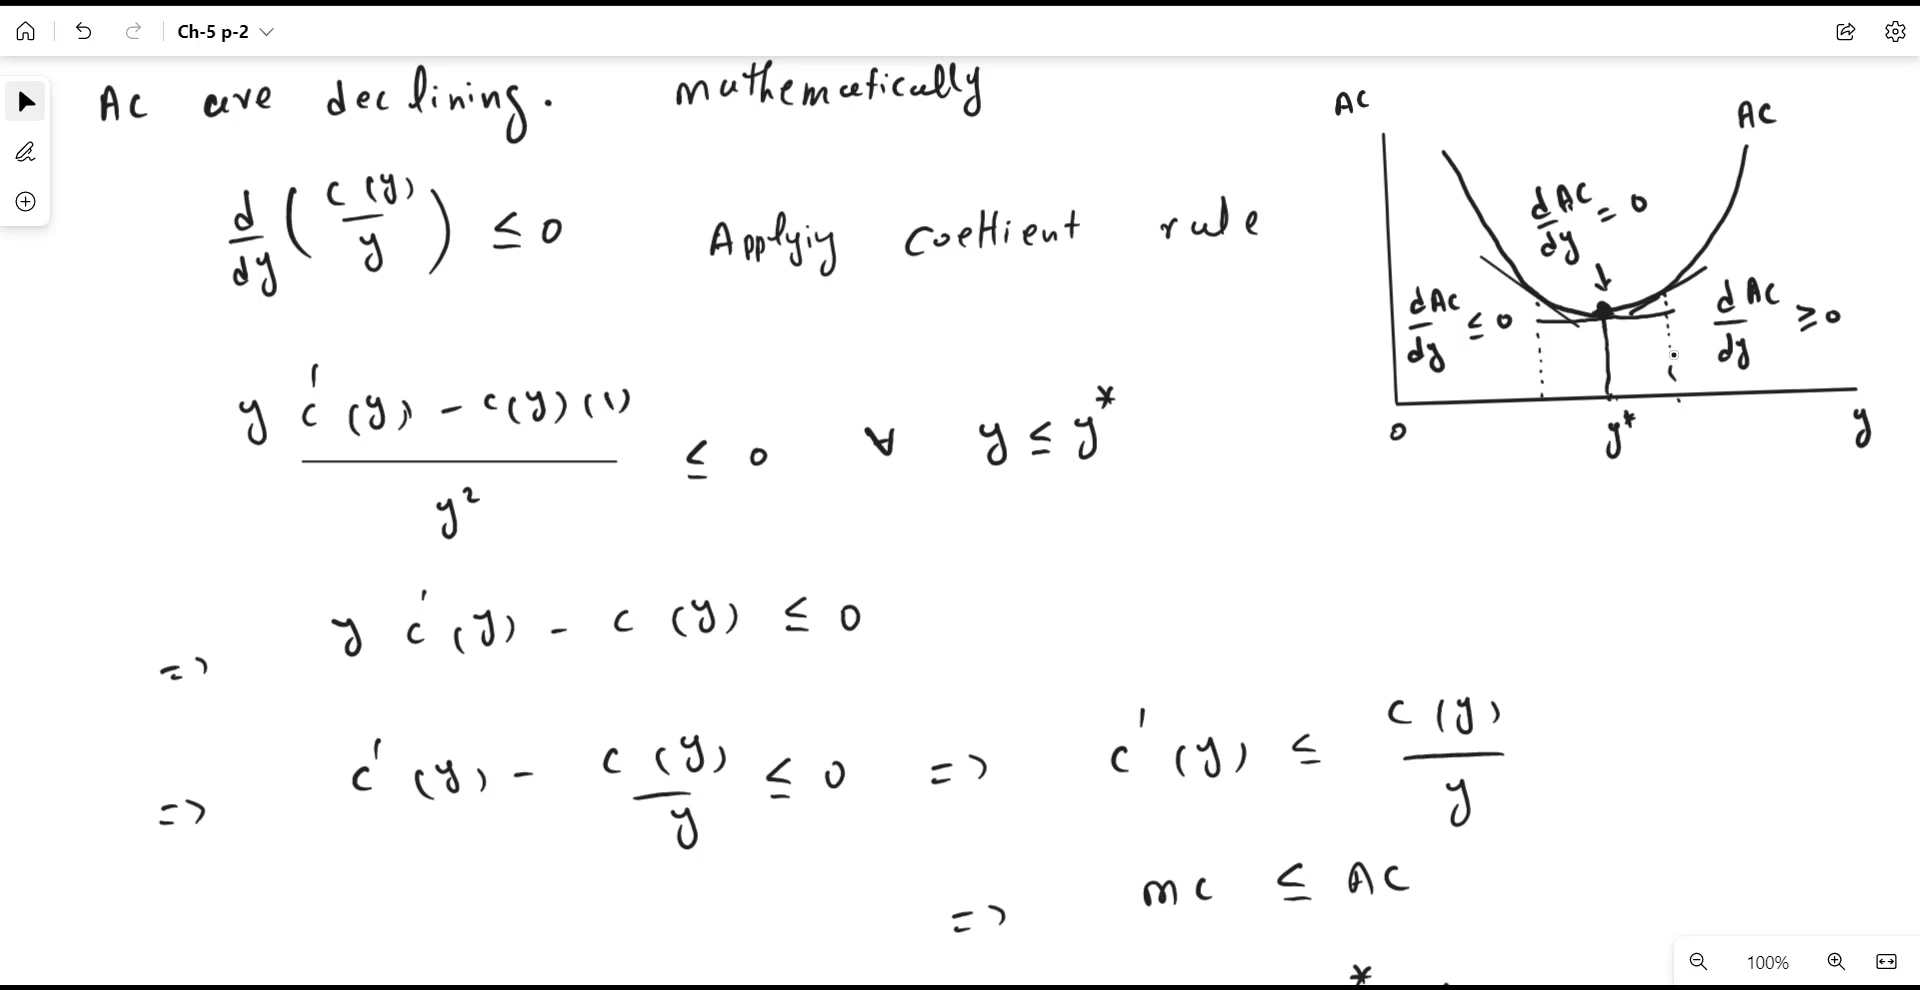 Ch-5 p-2
AC are declining. mathematically
d/dy ( c(y) / y ) ≤ 0 Applyiy coefficient rule
y c'(y) - c(y)(1) / y² ≤ 0 ∀ y ≤ y*
=> y c'(y) - c(y) ≤ 0
=> c'(y) - c(y)/y ≤ 0 => c'(y) ≤ c(y)/y
=> mc ≤ AC
*
AC
AC
dAC/dy = 0
dAC/dy ≤ 0
dAC/dy ≥ 0
0
y*
y
100%